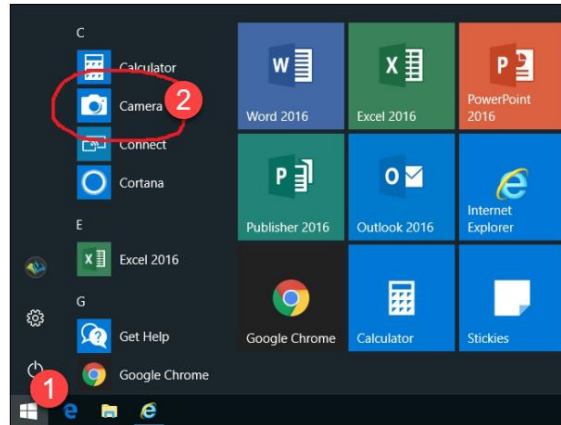 C
Calculator
Camera
2
Connect
Cortana
E
Excel 2016
G
Get Help
Google Chrome
1
Word 2016
Excel 2016
PowerPoint
2016
Publisher 2016
Outlook 2016
Internet
Explorer
Google Chrome
Calculator
Stickies